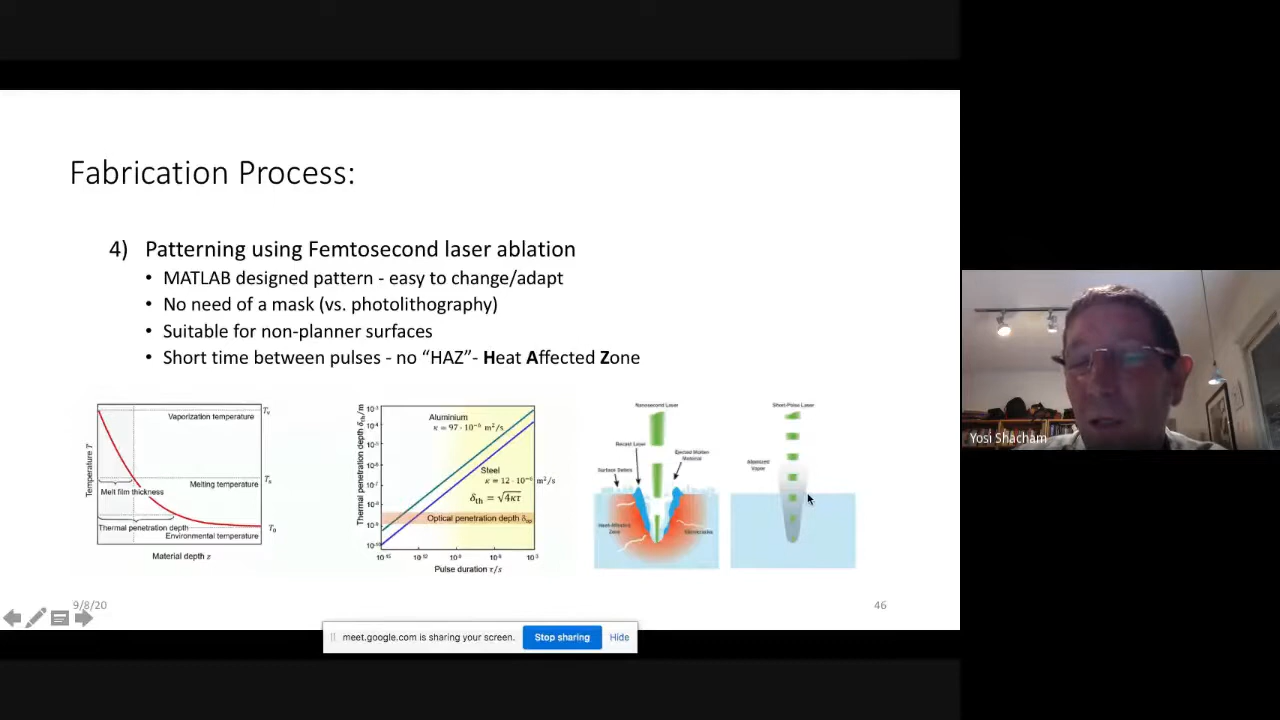 Fabrication Process:
4) Patterning using Femtosecond laser ablation
• MATLAB designed pattern - easy to change/adapt
• No need of a mask (vs. photolithography)
• Suitable for non-planner surfaces
• Short time between pulses - no “HAZ”- Heat Affected Zone
Temperature T
Vaporization temperature
Melting temperature
Melt film thickness
Thermal penetration depth
Environmental temperature
Material depth z
Thermal penetration depth
Aluminium
κ = 97·10⁻⁶ m²/s
Steel
κ = 12·10⁻⁶ m²/s
δth = √4κτ
Optical penetration depth
Pulse duration τ/s
Nanosecond Laser
Recast Layer
Ejected Molten
Material
Surface Debris
Heat-Affected
Zone
Microcracks
Short-Pulse Laser
Vapor
9/8/20
46
meet.google.com is sharing your screen.
Stop sharing
Hide
Yosi Shacham